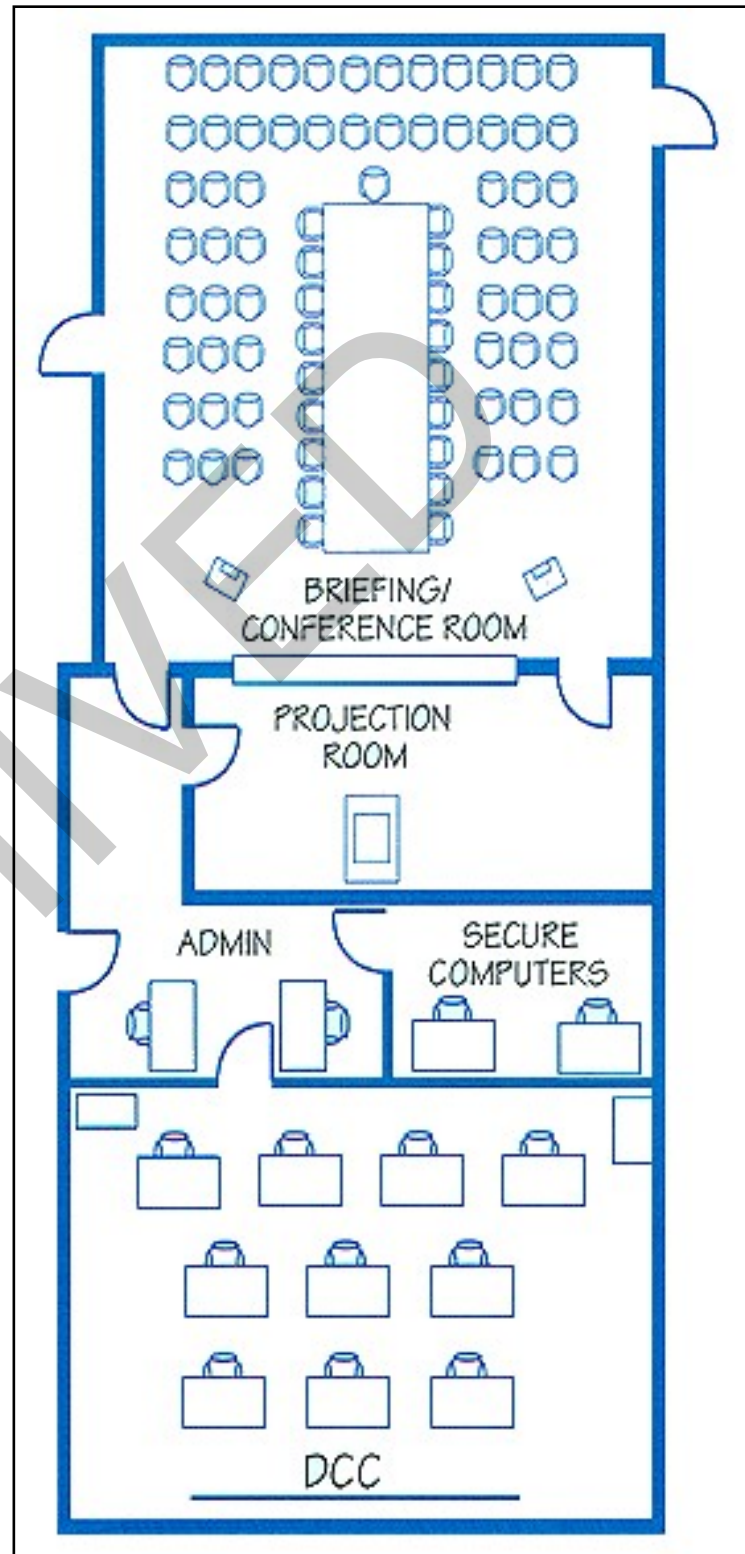 BRIEFING/
CONFERENCE ROOM
PROJECTION
ROOM
ADMIN
SECURE
COMPUTERS
DCC